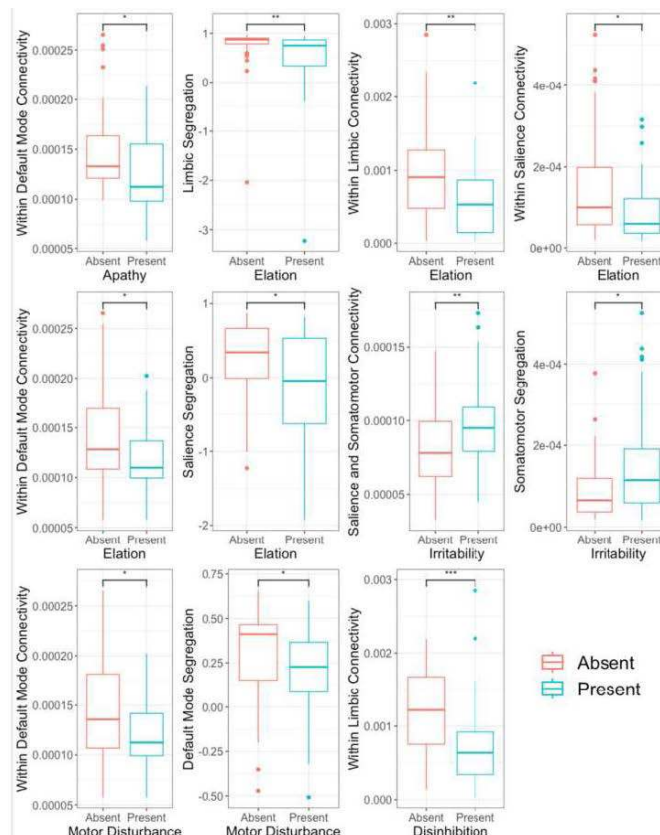 Within Default Mode Connectivity
0.00025
0.00020
0.00015
0.00010
0.00005
*
Absent Present
Apathy
Limbic Segregation
1
0
-1
-2
-3
**
Absent Present
Elation
Within Limbic Connectivity
0.003
0.002
0.001
0.000
**
Absent Present
Elation
Within Salience Connectivity
4e-04
2e-04
0e+00
*
Absent Present
Elation
Within Default Mode Connectivity
0.00025
0.00020
0.00015
0.00010
0.00005
*
Absent Present
Elation
Salience Segregation
1
0
-1
-2
*
Absent Present
Elation
Salience and Somatomotor Connectivity
0.00015
0.00010
0.00005
**
Absent Present
Irritability
Somatomotor Segregation
4e-04
2e-04
0e+00
*
Absent Present
Irritability
Within Default Mode Connectivity
0.00025
0.00020
0.00015
0.00010
0.00005
*
Absent Present
Motor Disturbance
Default Mode Segregation
0.75
0.50
0.25
0.00
-0.25
-0.50
*
Absent Present
Motor Disturbance
Within Limbic Connectivity
0.003
0.002
0.001
0.000
***
Absent Present
Disinhibition
Absent
Present